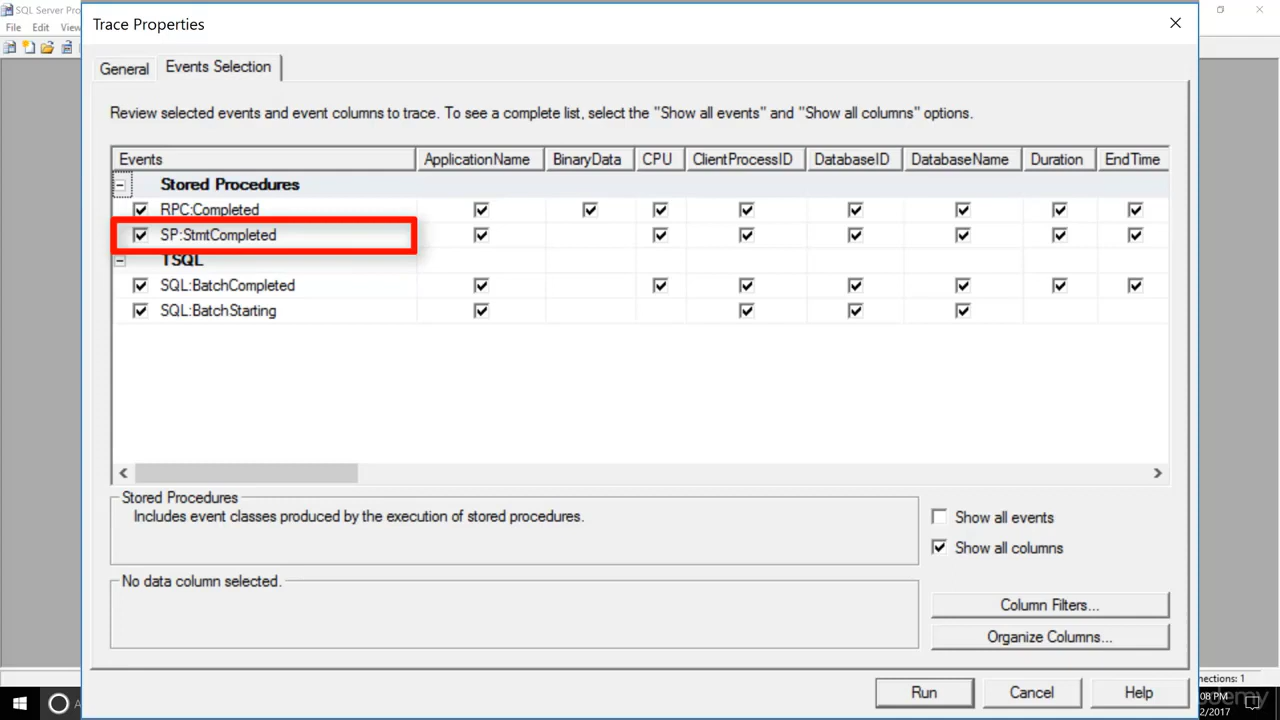 SQL Server Pro
Trace Properties
File Edit View
General Events Selection
Review selected events and event columns to trace. To see a complete list, select the "Show all events" and "Show all columns" options.
Events ApplicationName BinaryData CPU ClientProcessID DatabaseID DatabaseName Duration EndTime
Stored Procedures
RPC:Completed
SP:StmtCompleted
TSQL
SQL:BatchCompleted
SQL:BatchStarting
Stored Procedures
Includes event classes produced by the execution of stored procedures.
Show all events
Show all columns
No data column selected.
Column Filters...
Organize Columns...
nections: 1
Run Cancel Help
08 PM
2/2017